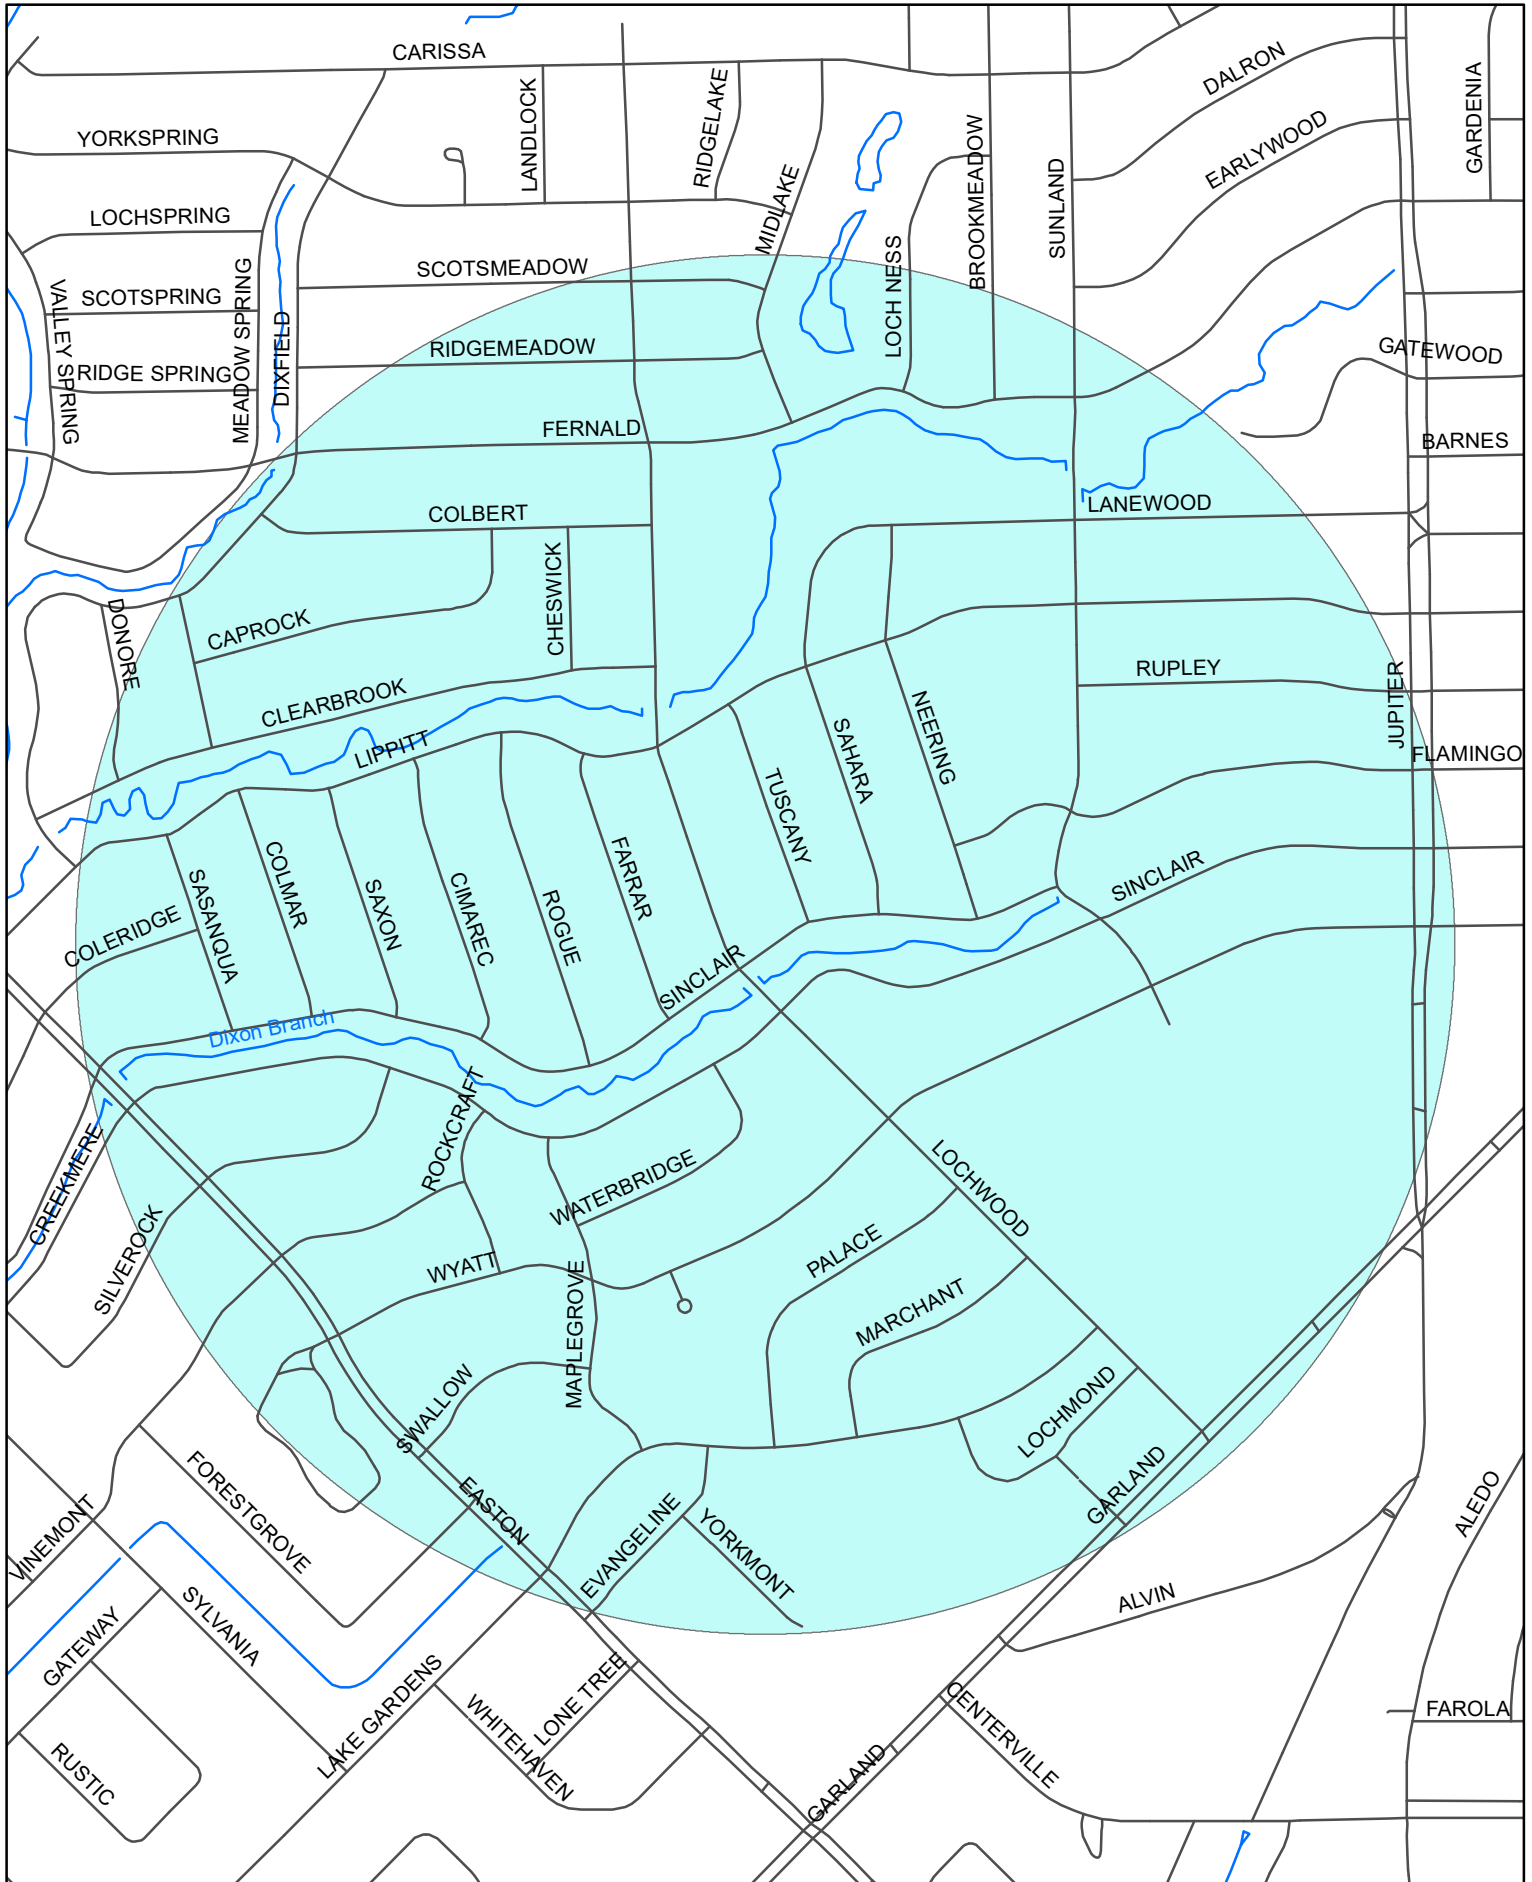 CARISSA
DALRON
YORKSPRING
LANDLOCK
RIDGELAKE
GARDENIA
EARLYWOOD
BROOKMEADOW
SUNLAND
LOCHSPRING
MIDLAKE
LOCH NESS
SCOTSMEADOW
VALLEY SPRING
SCOTSPRING
MEADOW SPRING
DIXFIELD
RIDGEMEADOW
GATEWOOD
RIDGE SPRING
FERNALD
BARNES
COLBERT
LANEWOOD
CHESWICK
DONORE
CAPROCK
RUPLEY
CLEARBROOK
JUPITER
NEERING
SAHARA
LIPPITT
FLAMINGO
TUSCANY
FARRAR
SINCLAIR
COLMAR
SASANQUA
SAXON
CIMAREC
ROGUE
COLERIDGE
SINCLAIR
Dixon Branch
ROCKCRAFT
CREEKMERE
WATERBRIDGE
LOCHWOOD
SILVEROCK
WYATT
PALACE
MAPLEGROVE
MARCHANT
SWALLOW
LOCHMOND
GARLAND
EASTON
FORESTGROVE
VINEMONT
EVANGELINE
YORKMONT
ALEDO
ALVIN
SYLVANIA
GATEWAY
LAKE GARDENS
LONE TREE
WHITEHAVEN
CENTERVILLE
FAROLA
RUSTIC
GARLAND